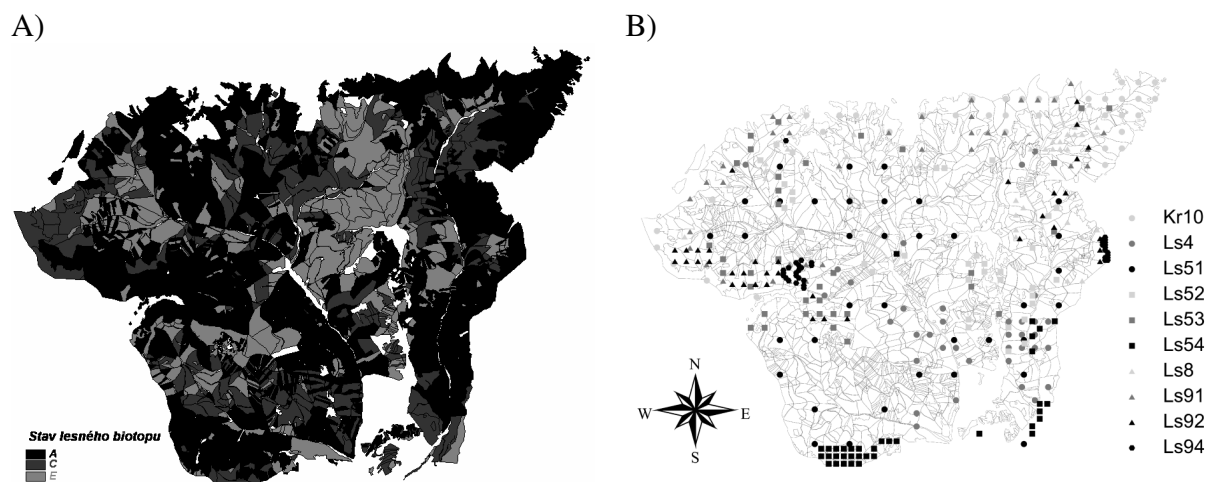 A)
B)
Stav lesného biotopu
A
C
E
N
W
E
S
Kr10
Ls4
Ls51
Ls52
Ls53
Ls54
Ls8
Ls91
Ls92
Ls94